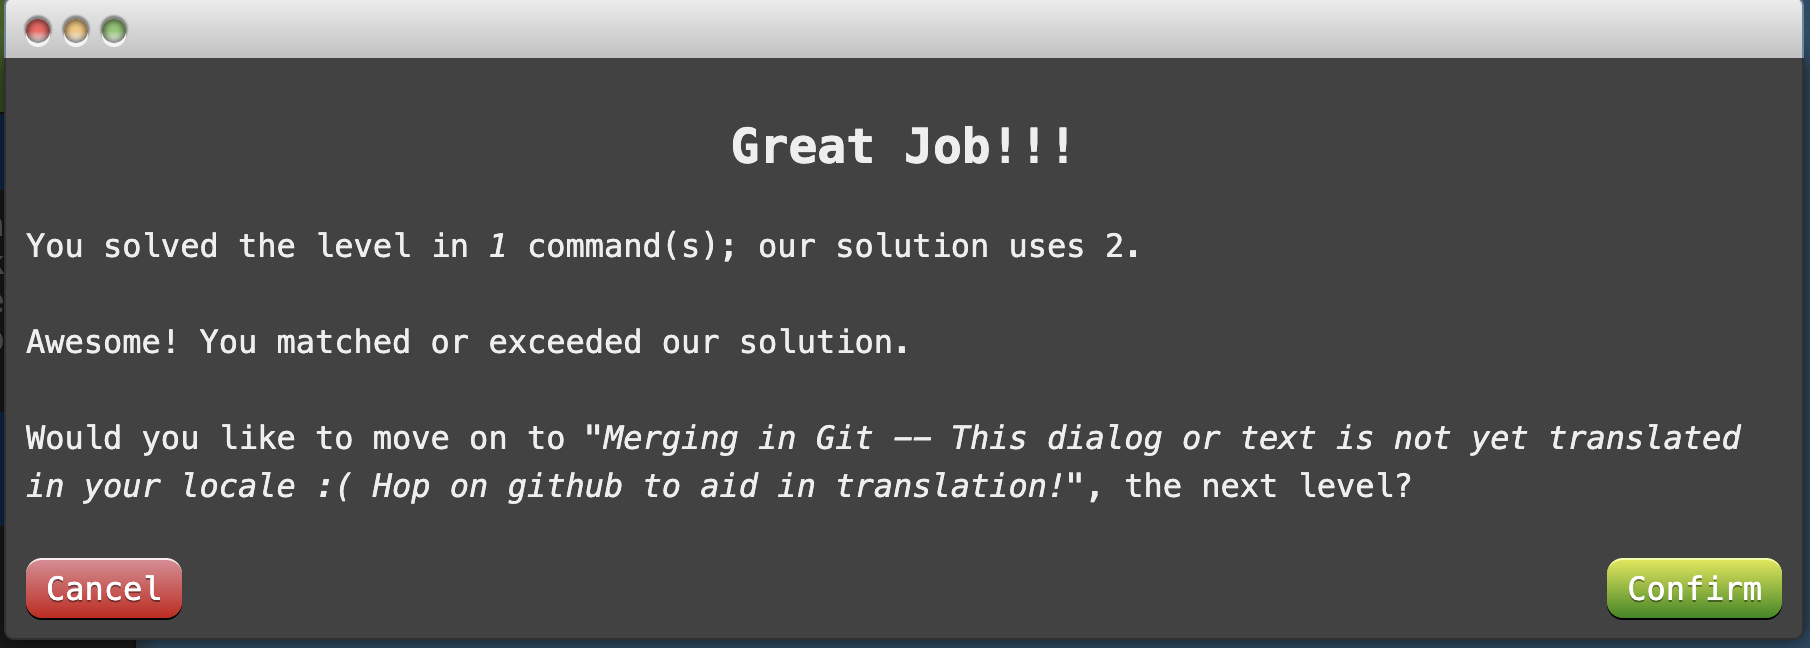 Great Job!!!
You solved the level in 1 command(s); our solution uses 2.
Awesome! You matched or exceeded our solution.
Would you like to move on to "Merging in Git -- This dialog or text is not yet translated
in your locale :( Hop on github to aid in translation!", the next level?
Cancel
Confirm